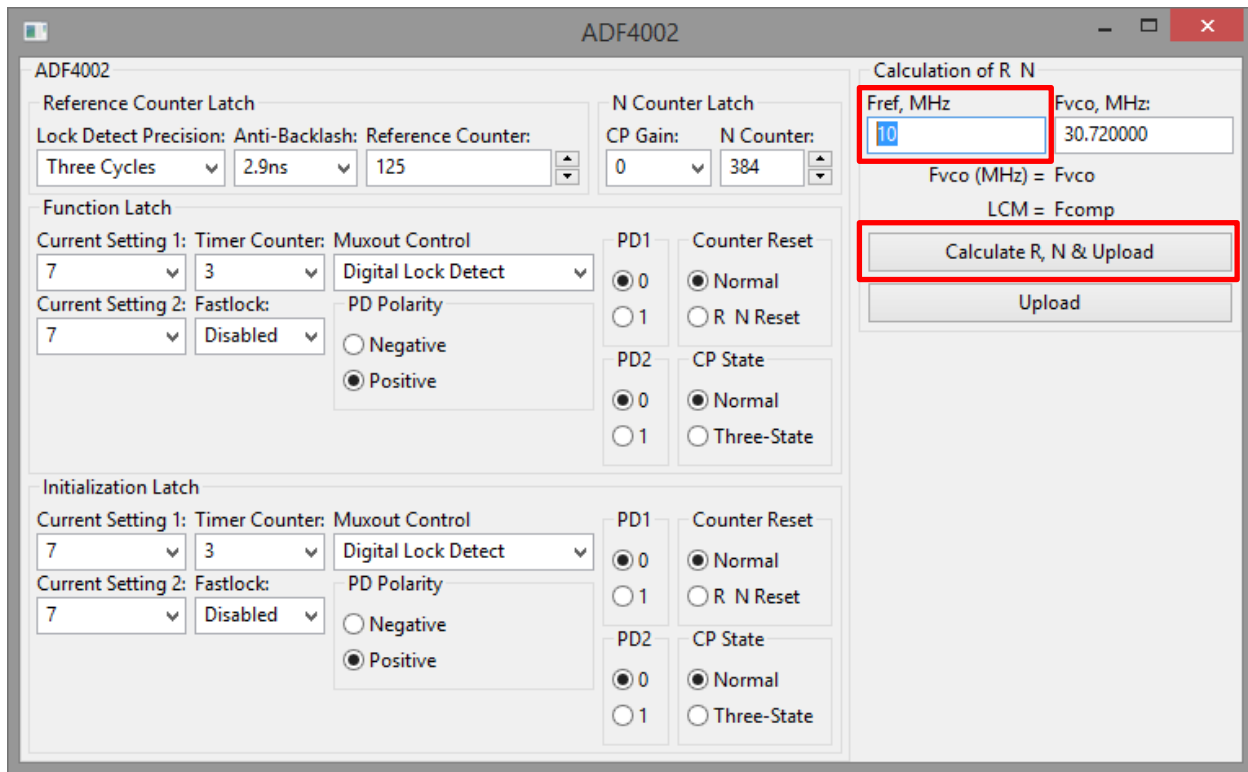 ADF4002
ADF4002
Reference Counter Latch
Lock Detect Precision: Anti-Backlash: Reference Counter:
Three Cycles 2.9ns 125
N Counter Latch
CP Gain: N Counter:
0 384
Function Latch
Current Setting 1: Timer Counter: Muxout Control
7 3 Digital Lock Detect
Current Setting 2: Fastlock:
7 Disabled
PD Polarity
Negative
Positive
PD1
0
1
Counter Reset
Normal
R N Reset
PD2
0
1
CP State
Normal
Three-State
Initialization Latch
Current Setting 1: Timer Counter: Muxout Control
7 3 Digital Lock Detect
Current Setting 2: Fastlock:
7 Disabled
PD Polarity
Negative
Positive
PD1
0
1
Counter Reset
Normal
R N Reset
PD2
0
1
CP State
Normal
Three-State
Calculation of R N
Fref, MHz Fvco, MHz:
10 30.720000
Fvco (MHz) = Fvco
LCM = Fcomp
Calculate R, N & Upload
Upload